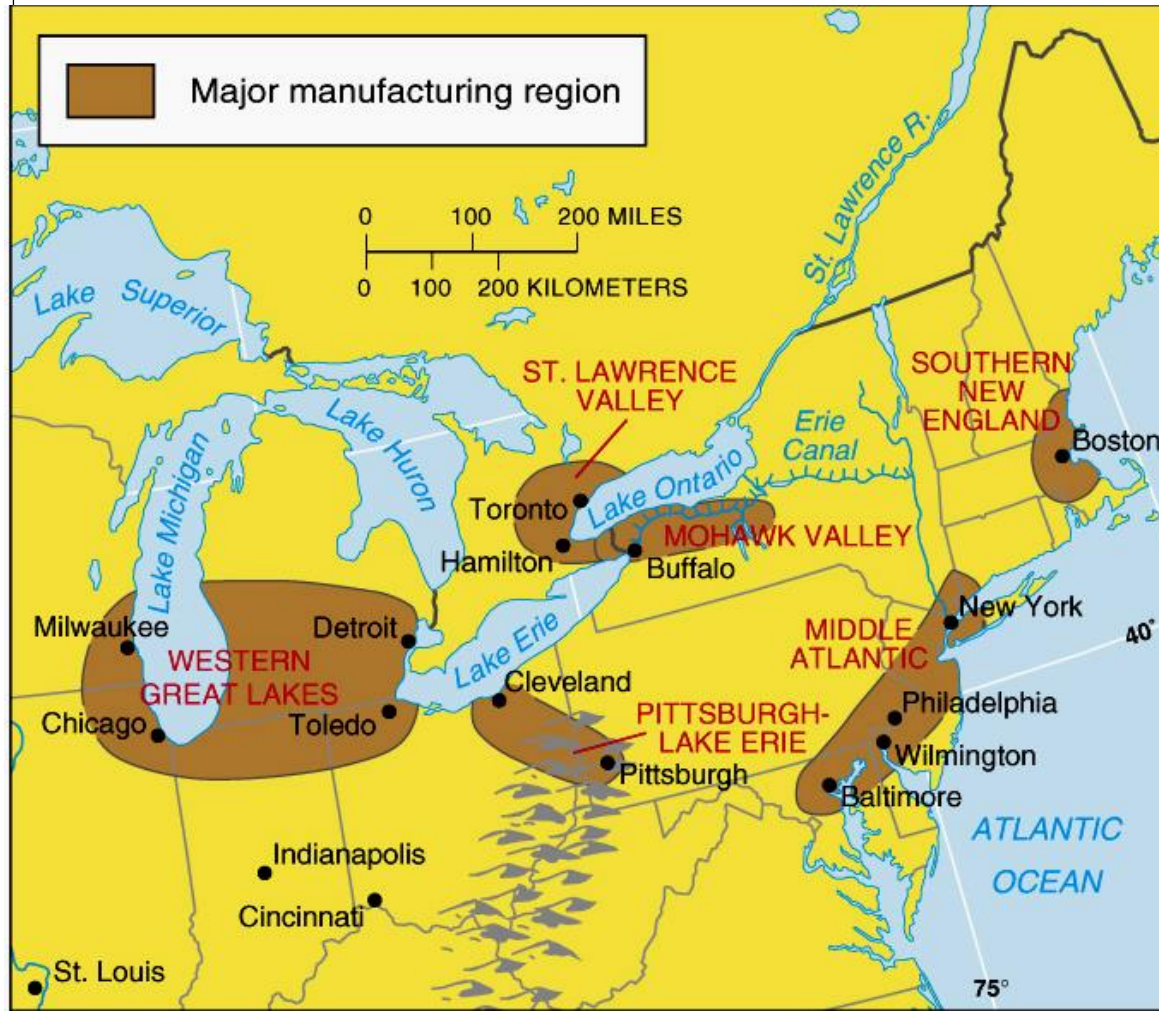 Major manufacturing region
0 100 200 MILES
0 100 200 KILOMETERS
St. Lawrence R.
Lake Superior
ST. LAWRENCE
VALLEY
SOUTHERN
NEW
ENGLAND
Lake Michigan
Lake Huron
Erie
Canal
Boston
Toronto
Lake Ontario
Hamilton
MOHAWK VALLEY
Buffalo
Milwaukee
Detroit
New York
Lake Erie
MIDDLE
ATLANTIC
40°
WESTERN
GREAT LAKES
Cleveland
Chicago
Toledo
PITTSBURGH-
LAKE ERIE
Philadelphia
Wilmington
Pittsburgh
Baltimore
ATLANTIC
OCEAN
Indianapolis
Cincinnati
St. Louis
75°